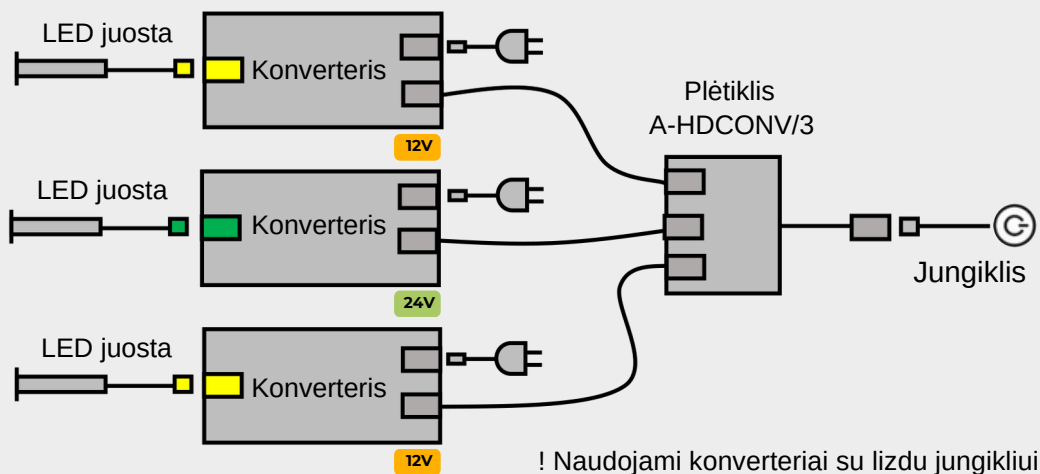 LED juosta
Konverteris
12V
Plėtiklis
A-HDCONV/3
LED juosta
Konverteris
24V
Jungiklis
LED juosta
Konverteris
12V
! Naudojami konverteriai su lizdu jungikliui